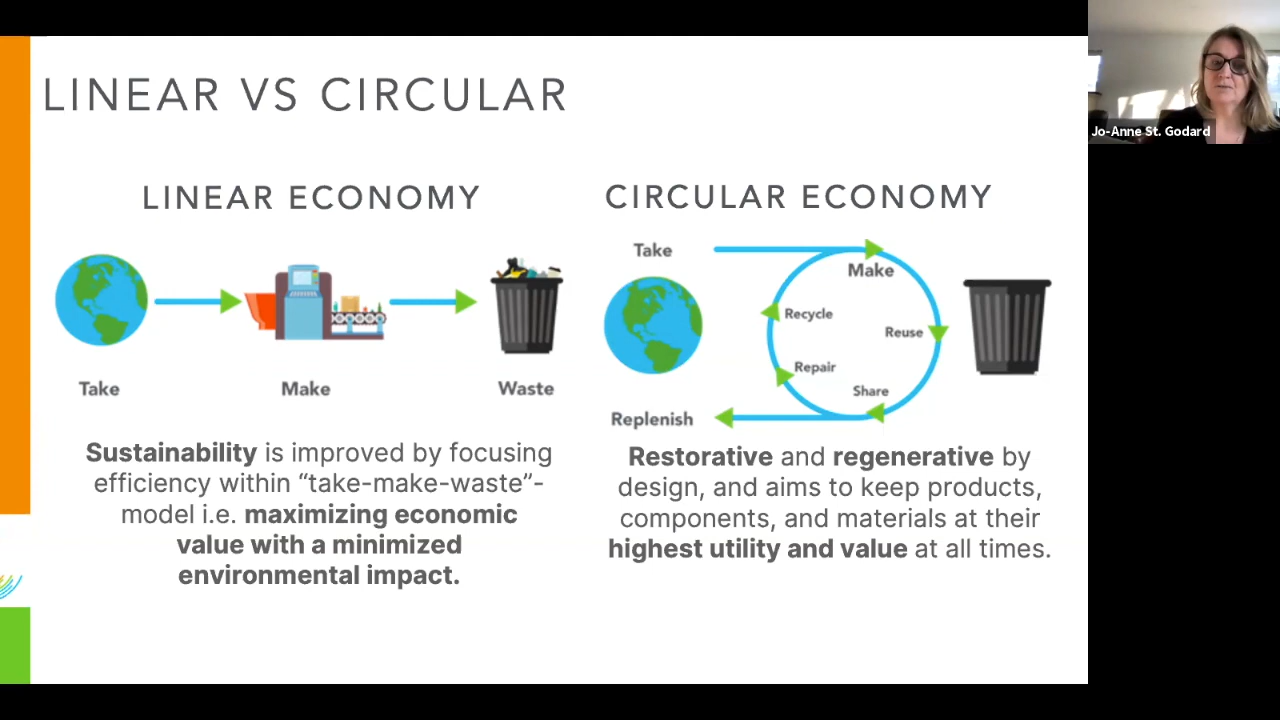 LINEAR VS CIRCULAR
Jo-Anne St. Godard
LINEAR ECONOMY
Take
Make
Waste
Sustainability is improved by focusing
efficiency within “take-make-waste”-
model i.e. maximizing economic
value with a minimized
environmental impact.
CIRCULAR ECONOMY
Take
Make
Recycle
Reuse
Repair
Share
Replenish
Restorative and regenerative by
design, and aims to keep products,
components, and materials at their
highest utility and value at all times.